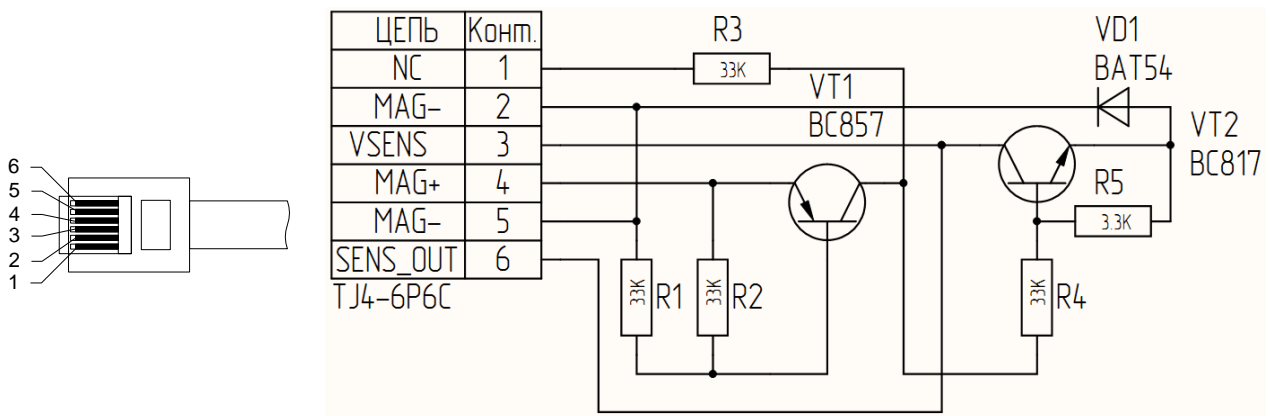 6
5
4
3
2
1
ЦЕПЬ Конт.
NC 1
MAG- 2
VSENS 3
MAG+ 4
MAG- 5
SENS_OUT 6
TJ4-6P6C
R3
33K
VT1
BC857
VD1
BAT54
VT2
BC817
R5
3.3K
33K R1
33K R2
33K R4